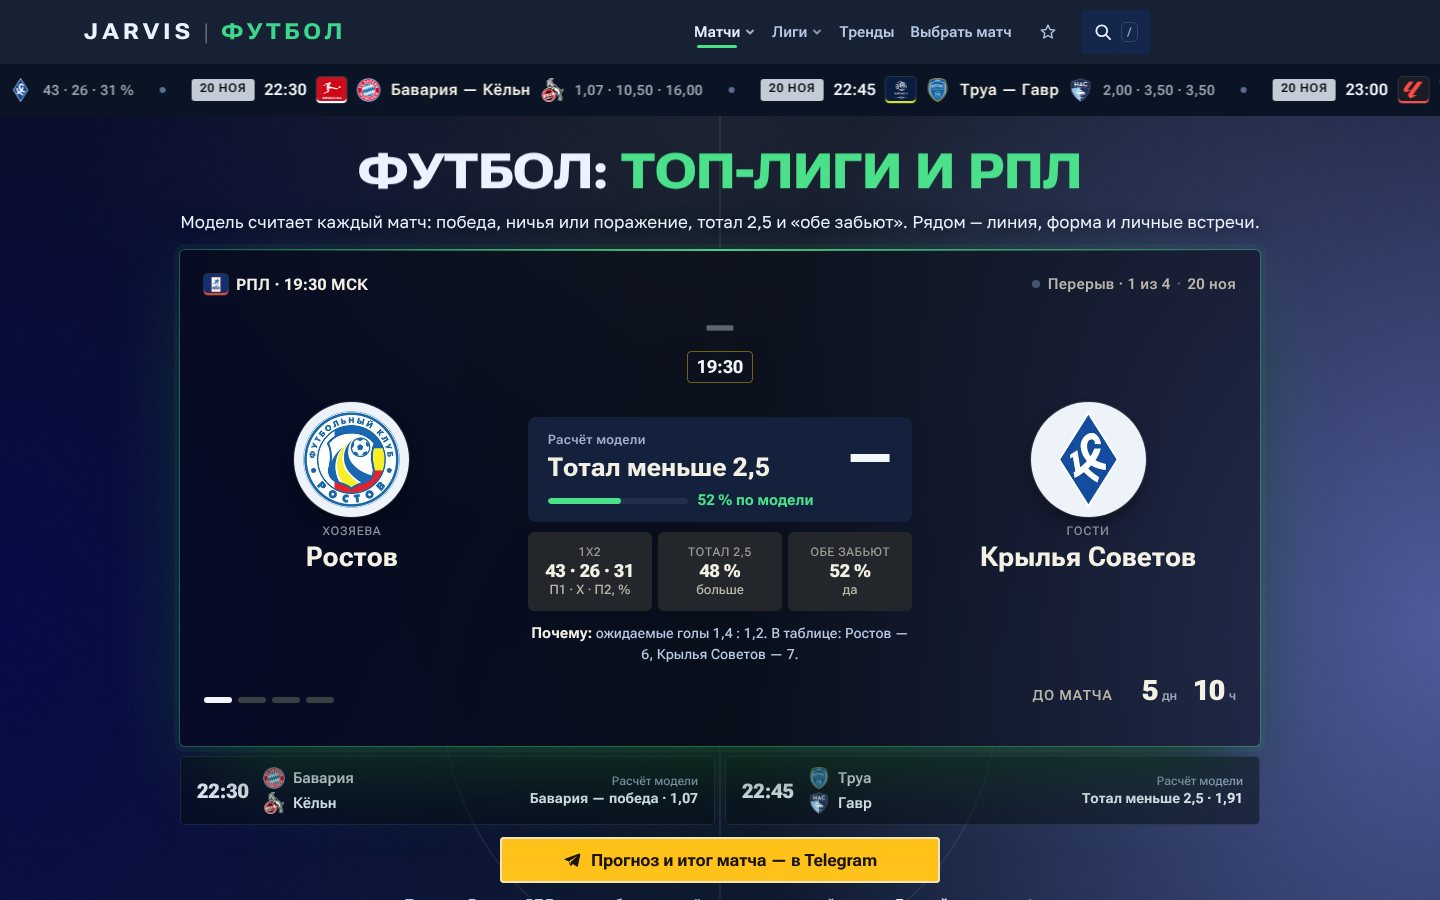 JARVIS | ФУТБОЛ
Матчи Лиги Тренды Выбрать матч /
43 · 26 · 31 % • 20 НОЯ 22:30 Бавария — Кёльн 1,07 · 10,50 · 16,00 • 20 НОЯ 22:45 Труа — Гавр 2,00 · 3,50 · 3,50 • 20 НОЯ 23:00
ФУТБОЛ: ТОП-ЛИГИ И РПЛ
Модель считает каждый матч: победа, ничья или поражение, тотал 2,5 и «обе забьют». Рядом — линия, форма и личные встречи.
РПЛ · 19:30 МСК
Перерыв · 1 из 4 · 20 ноя
—
19:30
ФУТБОЛЬНЫЙ КЛУБ
РОСТОВ
ХОЗЯЕВА
Ростов
Расчёт модели
Тотал меньше 2,5 —
52 % по модели
1X2
43 · 26 · 31
П1 · X · П2, %
ТОТАЛ 2,5
48 %
больше
ОБЕ ЗАБЬЮТ
52 %
да
Почему: ожидаемые голы 1,4 : 1,2. В таблице: Ростов —
6, Крылья Советов — 7.
ГОСТИ
Крылья Советов
ДО МАТЧА 5 дн 10 ч
22:30
Бавария
Кёльн
Расчёт модели
Бавария — победа · 1,07
22:45
Труа
Гавр
Расчёт модели
Тотал меньше 2,5 · 1,91
Прогноз и итог матча — в Telegram